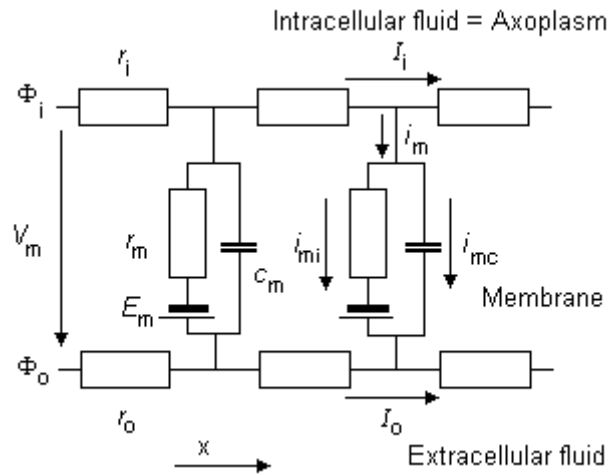 Intracellular fluid = Axoplasm
rᵢ
Iᵢ
Φᵢ
iₘ
Vₘ
rₘ
cₘ
iₘᵢ
iₘc
Eₘ
Membrane
Φₒ
rₒ
Iₒ
x
Extracellular fluid